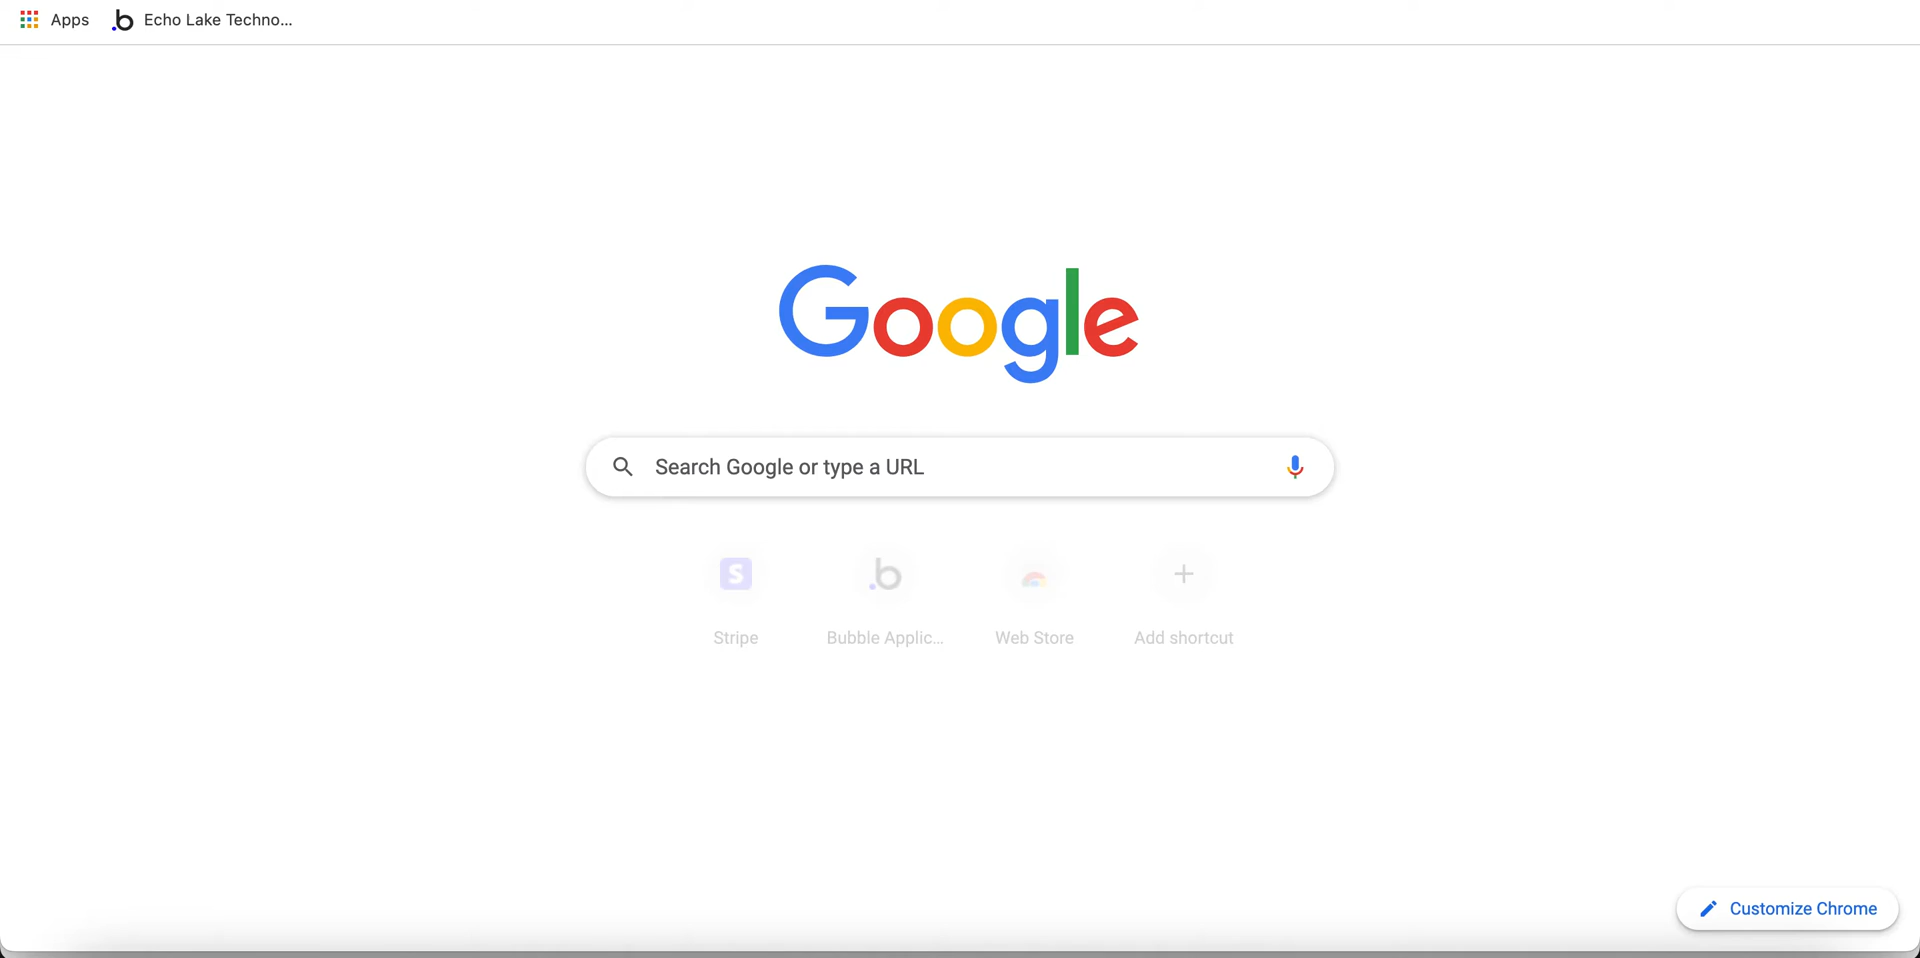 Apps
Echo Lake Techno...
Google
Search Google or type a URL
Stripe
Bubble Applic...
Web Store
Add shortcut
Customize Chrome